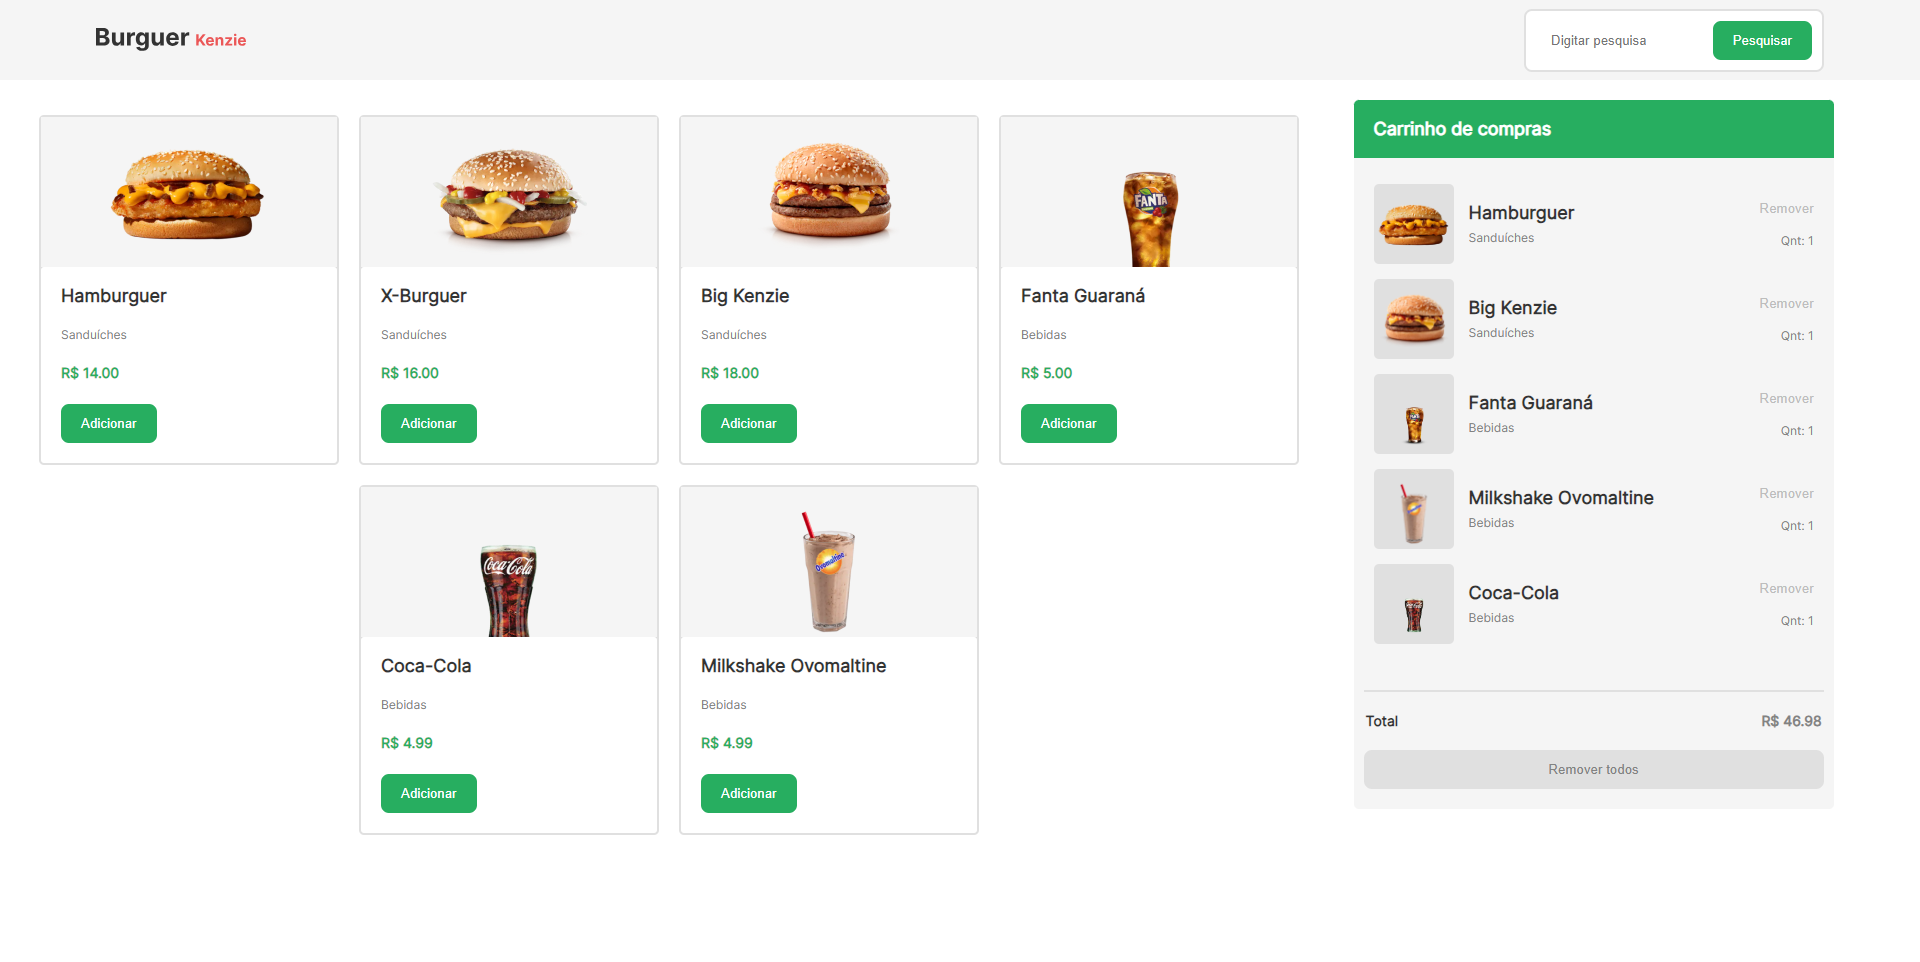 Burguer Kenzie
Digitar pesquisa
Pesquisar
FANTA
Hamburguer
Sanduíches
R$ 14.00
Adicionar
X-Burguer
Sanduíches
R$ 16.00
Adicionar
Big Kenzie
Sanduíches
R$ 18.00
Adicionar
Fanta Guaraná
Bebidas
R$ 5.00
Adicionar
Coca-Cola
Coca-Cola
Bebidas
R$ 4.99
Adicionar
Ovomaltine
Milkshake Ovomaltine
Bebidas
R$ 4.99
Adicionar
Carrinho de compras
Hamburguer
Sanduíches
Remover
Qnt: 1
Big Kenzie
Sanduíches
Remover
Qnt: 1
Fanta Guaraná
Bebidas
Remover
Qnt: 1
Milkshake Ovomaltine
Bebidas
Remover
Qnt: 1
Coca-Cola
Bebidas
Remover
Qnt: 1
Total
R$ 46.98
Remover todos